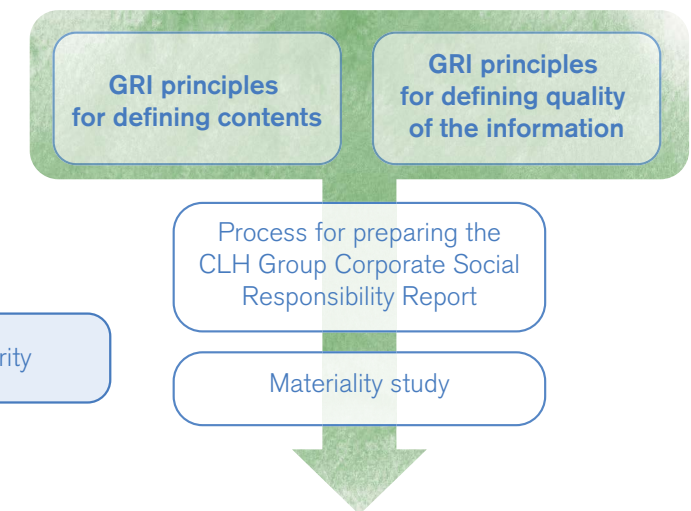 GRI principles
for defining contents
GRI principles
for defining quality
of the information
Process for preparing the
CLH Group Corporate Social
Responsibility Report
Materiality study